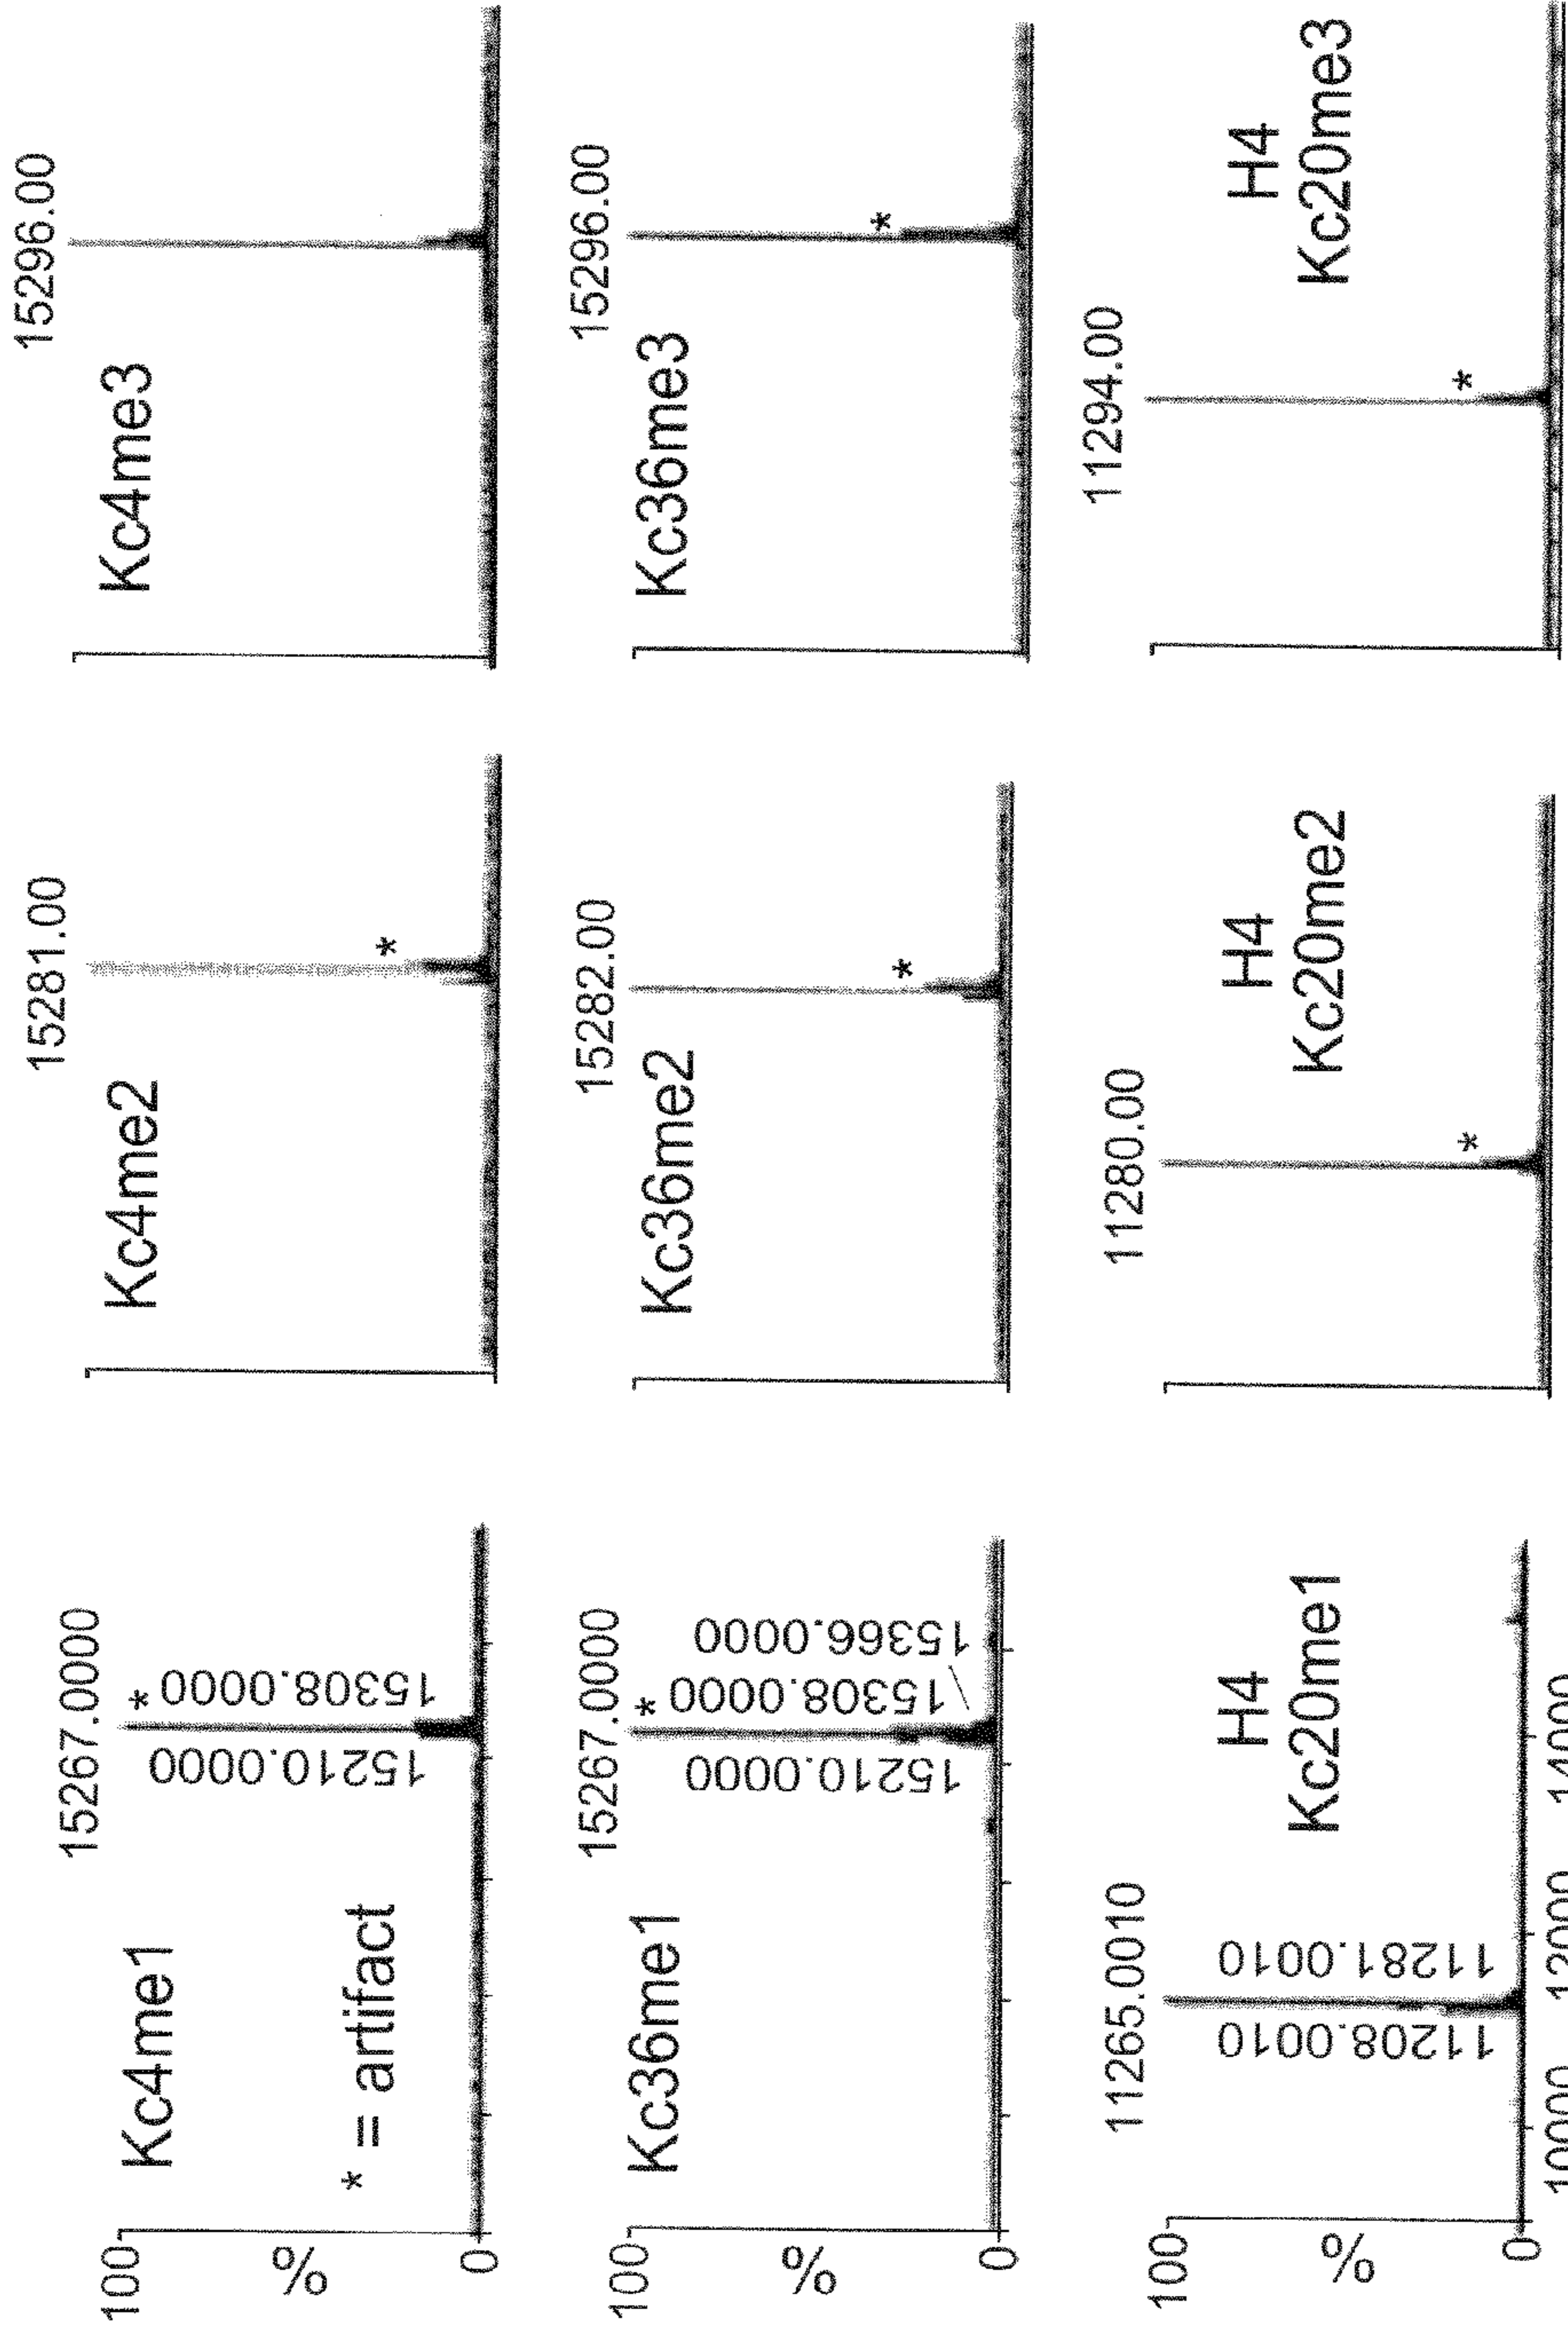 15267.0000
Kc4me1
15210.0000
15308.0000 *
* = artifact
100
%
0
15281.00
Kc4me2
*
15296.00
Kc4me3
15267.0000
Kc36me1
15210.0000
15308.0000 *
15366.0000
100
%
0
15282.00
Kc36me2
*
15296.00
Kc36me3
*
11265.0010
H4
Kc20me1
11208.0010
11281.0010
100
%
0
10000 12000 14000
11280.00
H4
Kc20me2
*
11294.00
H4
Kc20me3
*